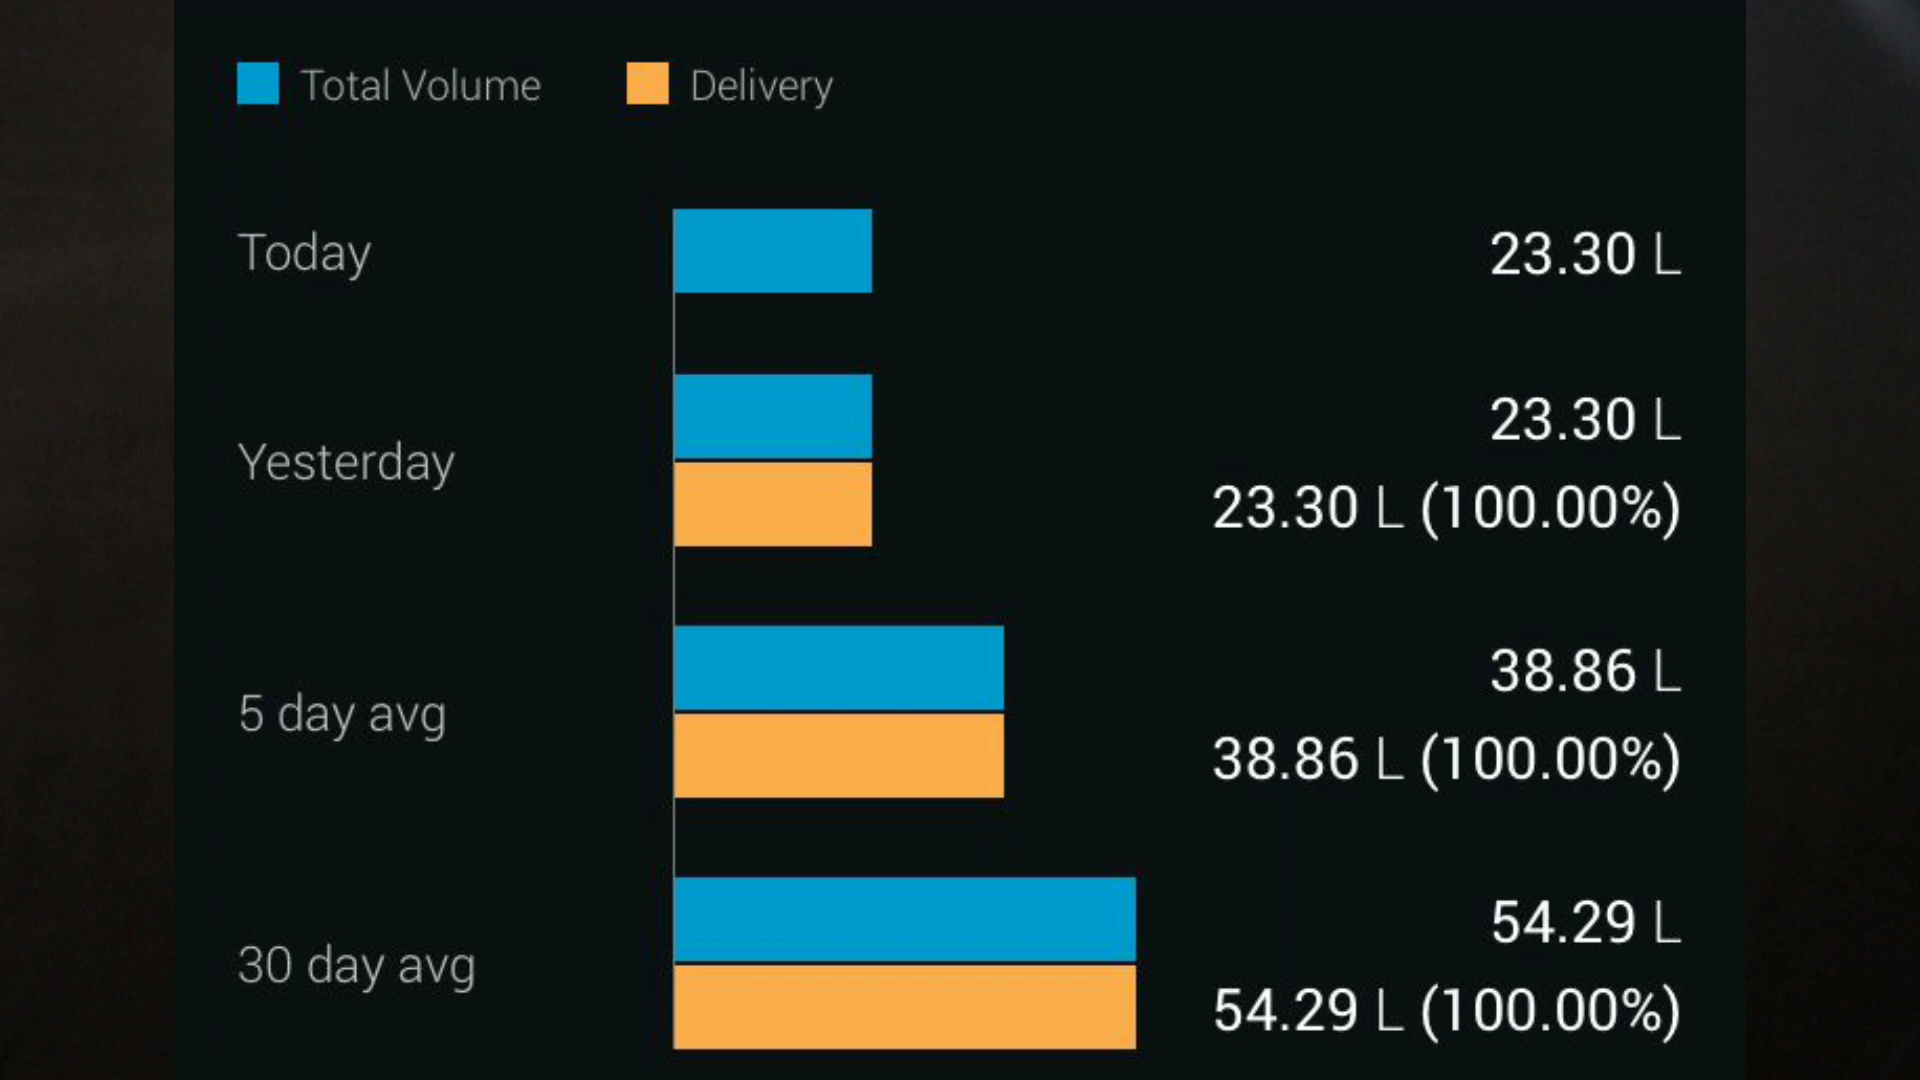 Total Volume Delivery
Today 23.30 L
Yesterday 23.30 L
23.30 L (100.00%)
5 day avg 38.86 L
38.86 L (100.00%)
30 day avg 54.29 L
54.29 L (100.00%)